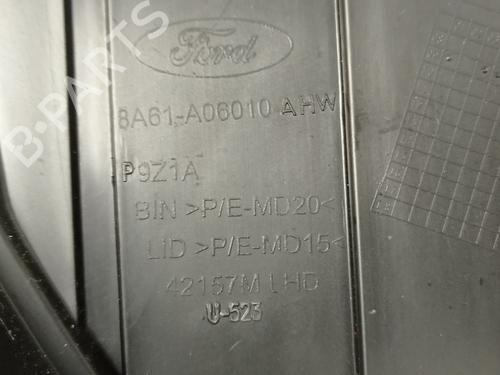 B-PARTS
Ford
8A61-A06010 AHW
P9Z1A
BIN >P/E-MD20<
LID >P/E-MD15<
42157M LHD
U-523